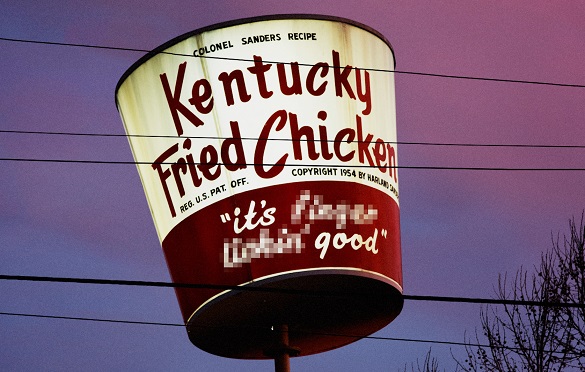 COLONEL SANDERS RECIPE
Kentucky
Fried Chicken
REG. U.S. PAT. OFF. COPYRIGHT 1954 BY HARLAND
"it's
good"